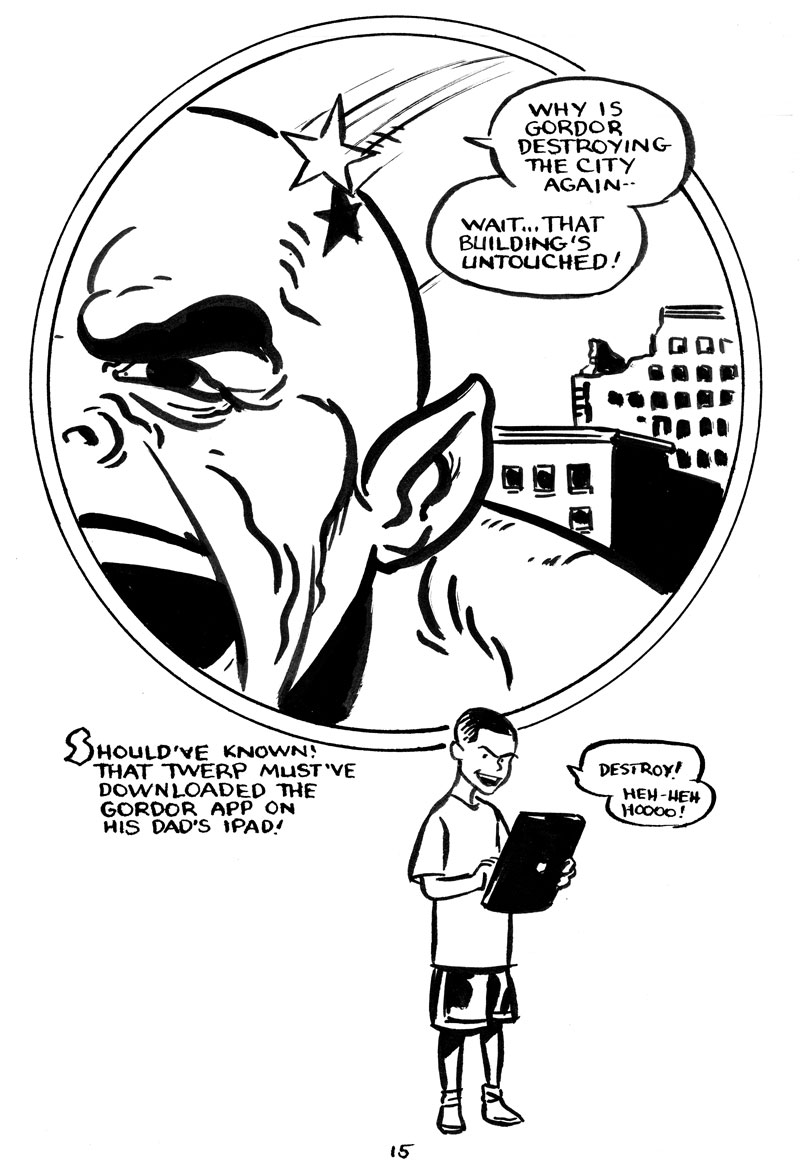 WHY IS
GORDOR
DESTROYING
THE CITY
AGAIN--
WAIT...THAT
BUILDING'S
UNTOUCHED!
SHOULD'VE KNOWN!
THAT TWERP MUST'VE
DOWNLOADED THE
GORDOR APP ON
HIS DAD'S IPAD!
DESTROY!
HEH-HEH
HOOOO!
15